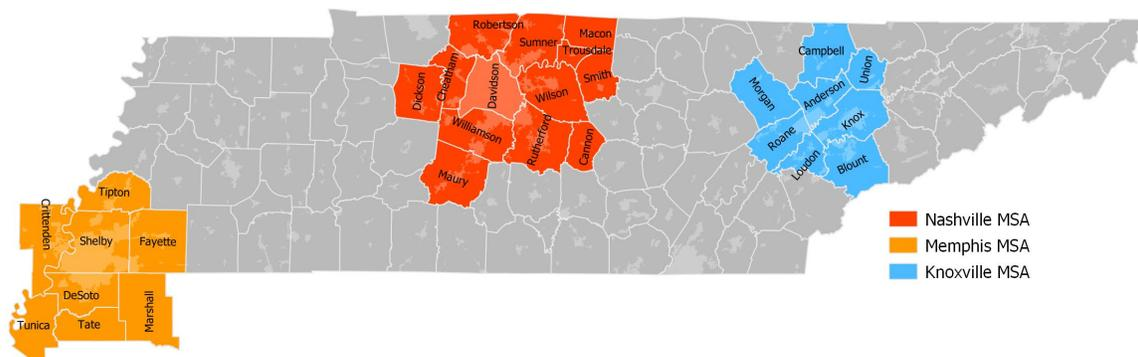 Robertson
Macon
Sumner
Trousdale
Smith
Dickson
Cheatham
Davidson
Wilson
Williamson
Rutherford
Cannon
Maury
Campbell
Union
Morgan
Anderson
Knox
Roane
Loudon
Blount
Tipton
Crittenden
Shelby
Fayette
DeSoto
Marshall
Tunica
Tate
Nashville MSA
Memphis MSA
Knoxville MSA